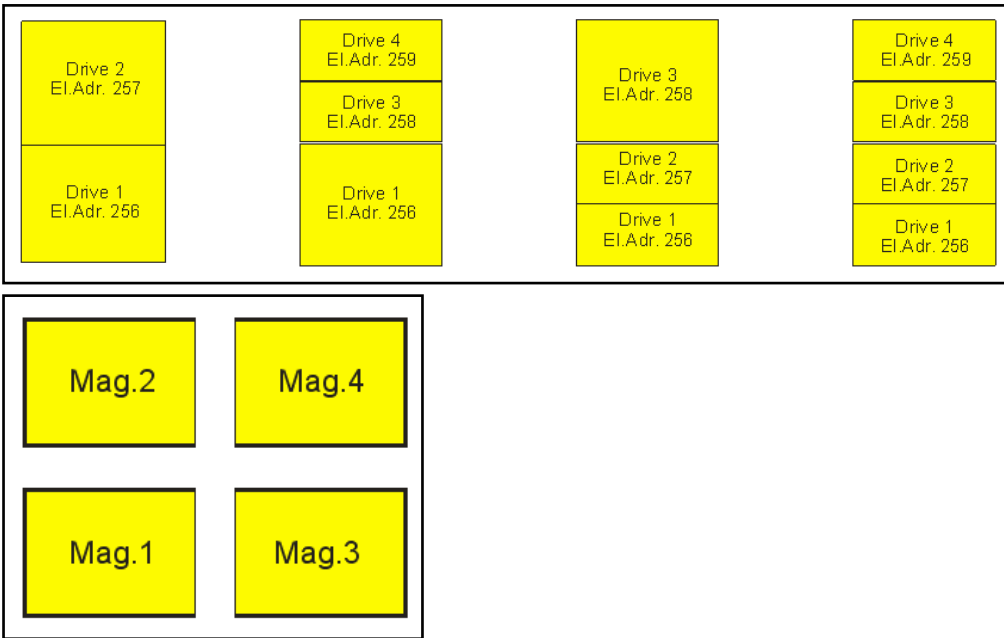 Drive 2
El.Adr. 257
Drive 1
El.Adr. 256
Drive 4
El.Adr. 259
Drive 3
El.Adr. 258
Drive 1
El.Adr. 256
Drive 3
El.Adr. 258
Drive 2
El.Adr. 257
Drive 1
El.Adr. 256
Drive 4
El.Adr. 259
Drive 3
El.Adr. 258
Drive 2
El.Adr. 257
Drive 1
El.Adr. 256
Mag.2
Mag.4
Mag.1
Mag.3